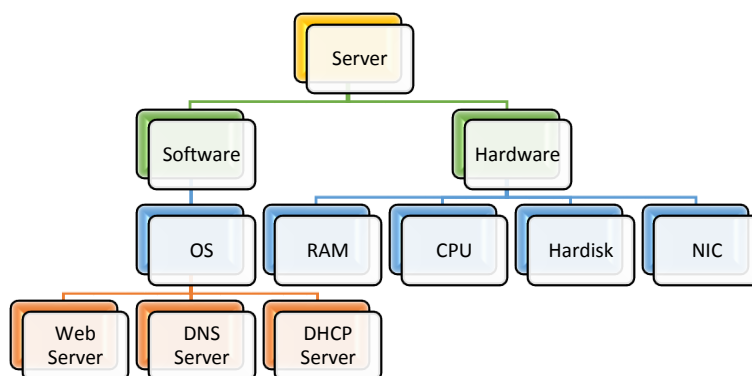 Server
Software
Hardware
OS
RAM
CPU
Hardisk
NIC
Web
Server
DNS
Server
DHCP
Server